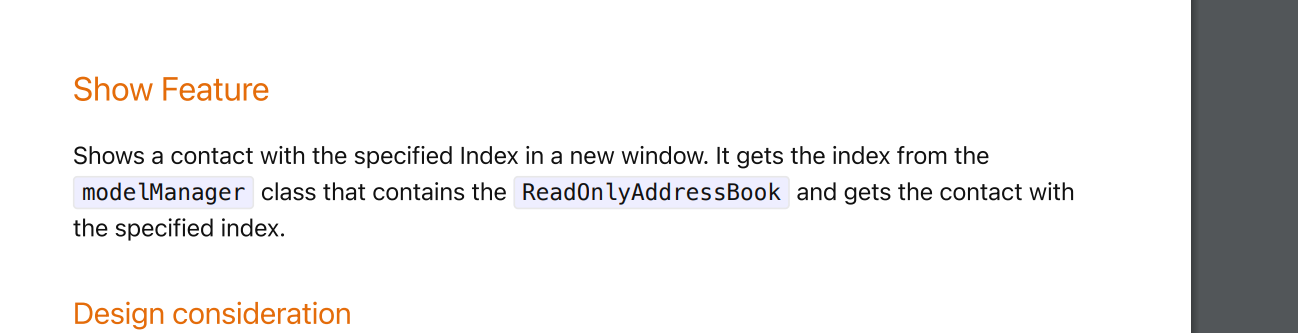 Show Feature
Shows a contact with the specified Index in a new window. It gets the index from the
modelManager class that contains the ReadOnlyAddressBook and gets the contact with
the specified index.
Design consideration